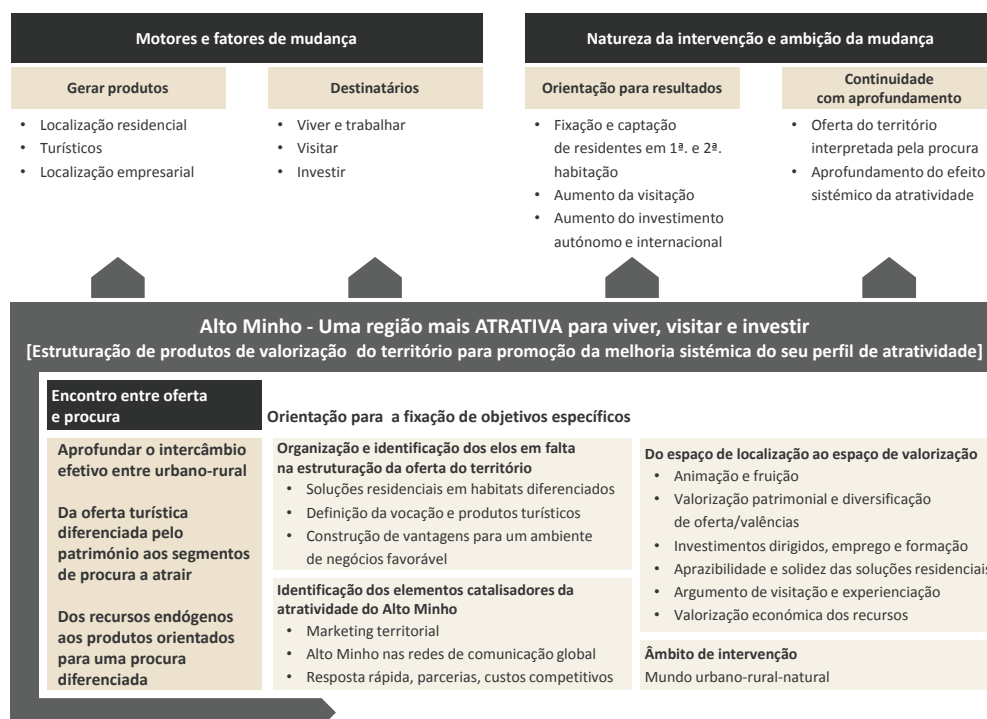 Motores e fatores de mudança
Natureza da intervenção e ambição da mudança
Gerar produtos
• Localização residencial
• Turísticos
• Localização empresarial
Destinatários
• Viver e trabalhar
• Visitar
• Investir
Orientação para resultados
• Fixação e captação
de residentes em 1ª. e 2ª.
habitação
• Aumento da visitação
• Aumento do investimento
autónomo e internacional
Continuidade
com aprofundamento
• Oferta do território
interpretada pela procura
• Aprofundamento do efeito
sistémico da atratividade
Alto Minho - Uma região mais ATRATIVA para viver, visitar e investir
[Estruturação de produtos de valorização do território para promoção da melhoria sistémica do seu perfil de atratividade]
Encontro entre oferta
e procura
Aprofundar o intercâmbio
efetivo entre urbano-rural
Da oferta turística
diferenciada pelo
património aos segmentos
de procura a atrair
Dos recursos endógenos
aos produtos orientados
para uma procura
diferenciada
Orientação para a fixação de objetivos específicos
Organização e identificação dos elos em falta
na estruturação da oferta do território
• Soluções residenciais em habitats diferenciados
• Definição da vocação e produtos turísticos
• Construção de vantagens para um ambiente
de negócios favorável
Identificação dos elementos catalisadores da
atratividade do Alto Minho
• Marketing territorial
• Alto Minho nas redes de comunicação global
• Resposta rápida, parcerias, custos competitivos
Do espaço de localização ao espaço de valorização
• Animação e fruição
• Valorização patrimonial e diversificação
de oferta/valências
• Investimentos dirigidos, emprego e formação
• Aprazibilidade e solidez das soluções residenciais
• Argumento de visitação e experienciação
• Valorização económica dos recursos
Âmbito de intervenção
Mundo urbano-rural-natural